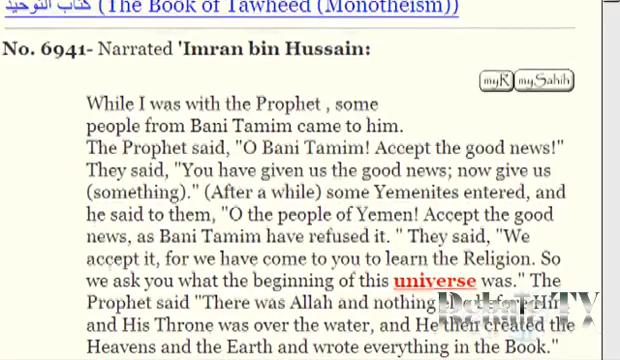 كتاب التوحيد (The Book of Tawheed (Monotheism))
No. 6941- Narrated 'Imran bin Hussain:
myR mySahih
While I was with the Prophet , some
people from Bani Tamim came to him.
The Prophet said, "O Bani Tamim! Accept the good news!"
They said, "You have given us the good news; now give us
(something)." (After a while) some Yemenites entered, and
he said to them, "O the people of Yemen! Accept the good
news, as Bani Tamim have refused it. " They said, "We
accept it, for we have come to you to learn the Religion. So
we ask you what the beginning of this universe was." The
Prophet said "There was Allah and nothing
and His Throne was over the water, and He then created the
Heavens and the Earth and wrote everything in the Book."